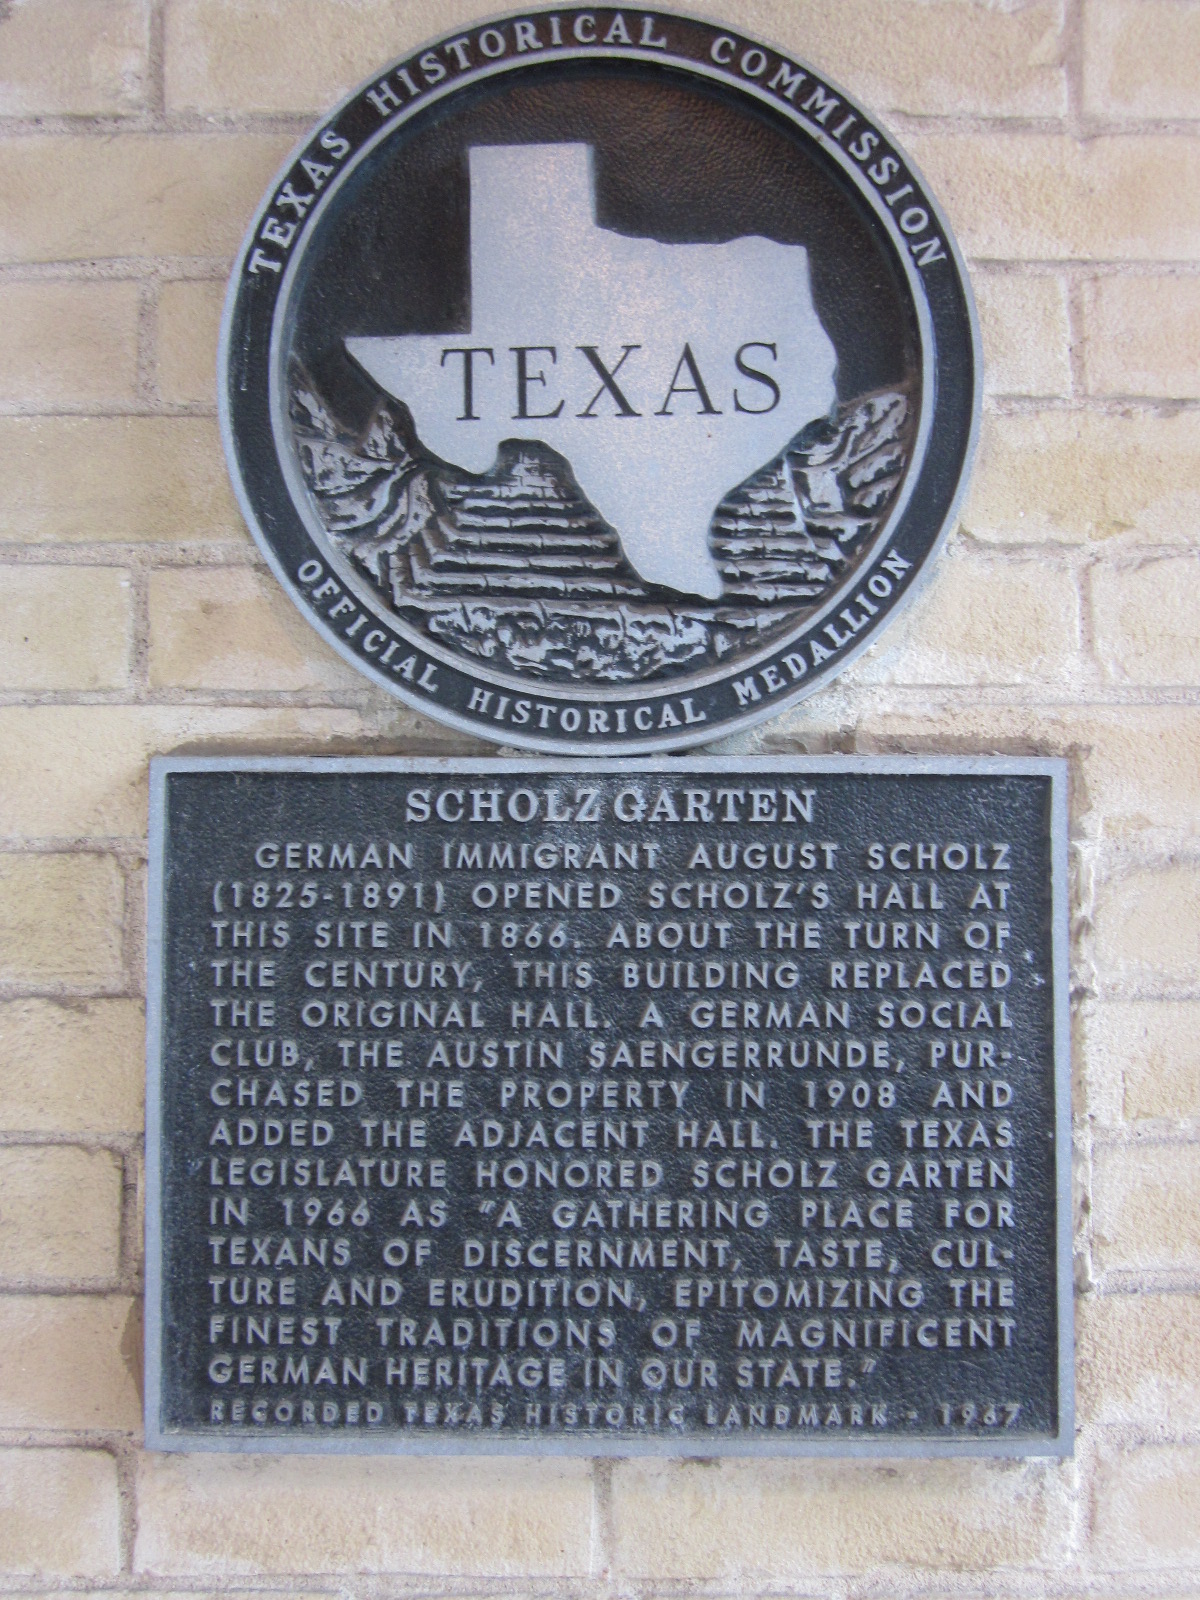 TEXAS HISTORICAL COMMISSION
TEXAS
OFFICIAL HISTORICAL MEDALLION
SCHOLZ GARTEN
GERMAN IMMIGRANT AUGUST SCHOLZ
(1825-1891) OPENED SCHOLZ'S HALL AT
THIS SITE IN 1866. ABOUT THE TURN OF
THE CENTURY, THIS BUILDING REPLACED
THE ORIGINAL HALL. A GERMAN SOCIAL
CLUB, THE AUSTIN SAENGERRUNDE, PUR-
CHASED THE PROPERTY IN 1908 AND
ADDED THE ADJACENT HALL. THE TEXAS
LEGISLATURE HONORED SCHOLZ GARTEN
IN 1966 AS "A GATHERING PLACE FOR
TEXANS OF DISCERNMENT, TASTE, CUL-
TURE AND ERUDITION, EPITOMIZING THE
FINEST TRADITIONS OF MAGNIFICENT
GERMAN HERITAGE IN OUR STATE."
RECORDED TEXAS HISTORIC LANDMARK - 1967